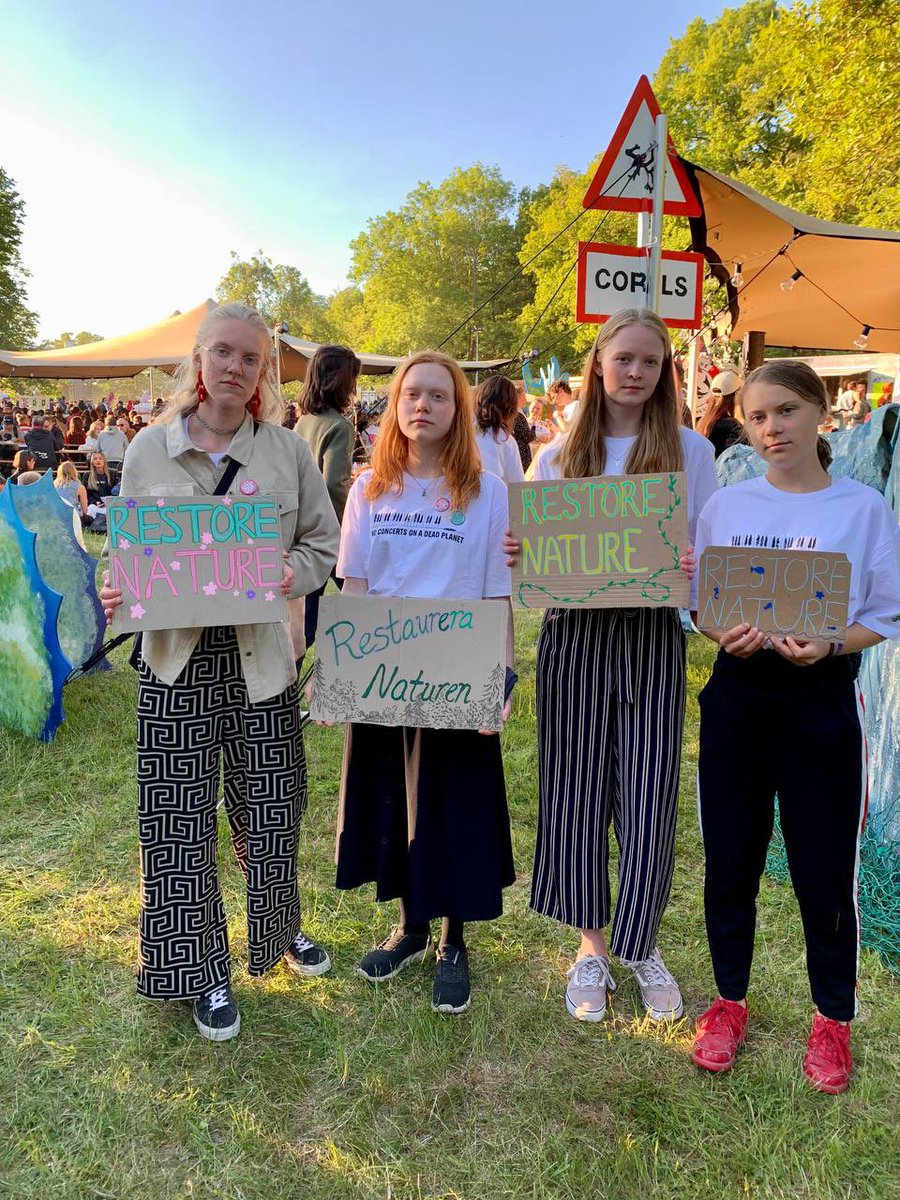 CORALS
RESTORE
NATURE
NO CONCERTS ON A DEAD PLANET
Restaurera
Naturen
RESTORE
NATURE
RESTORE
NATURE